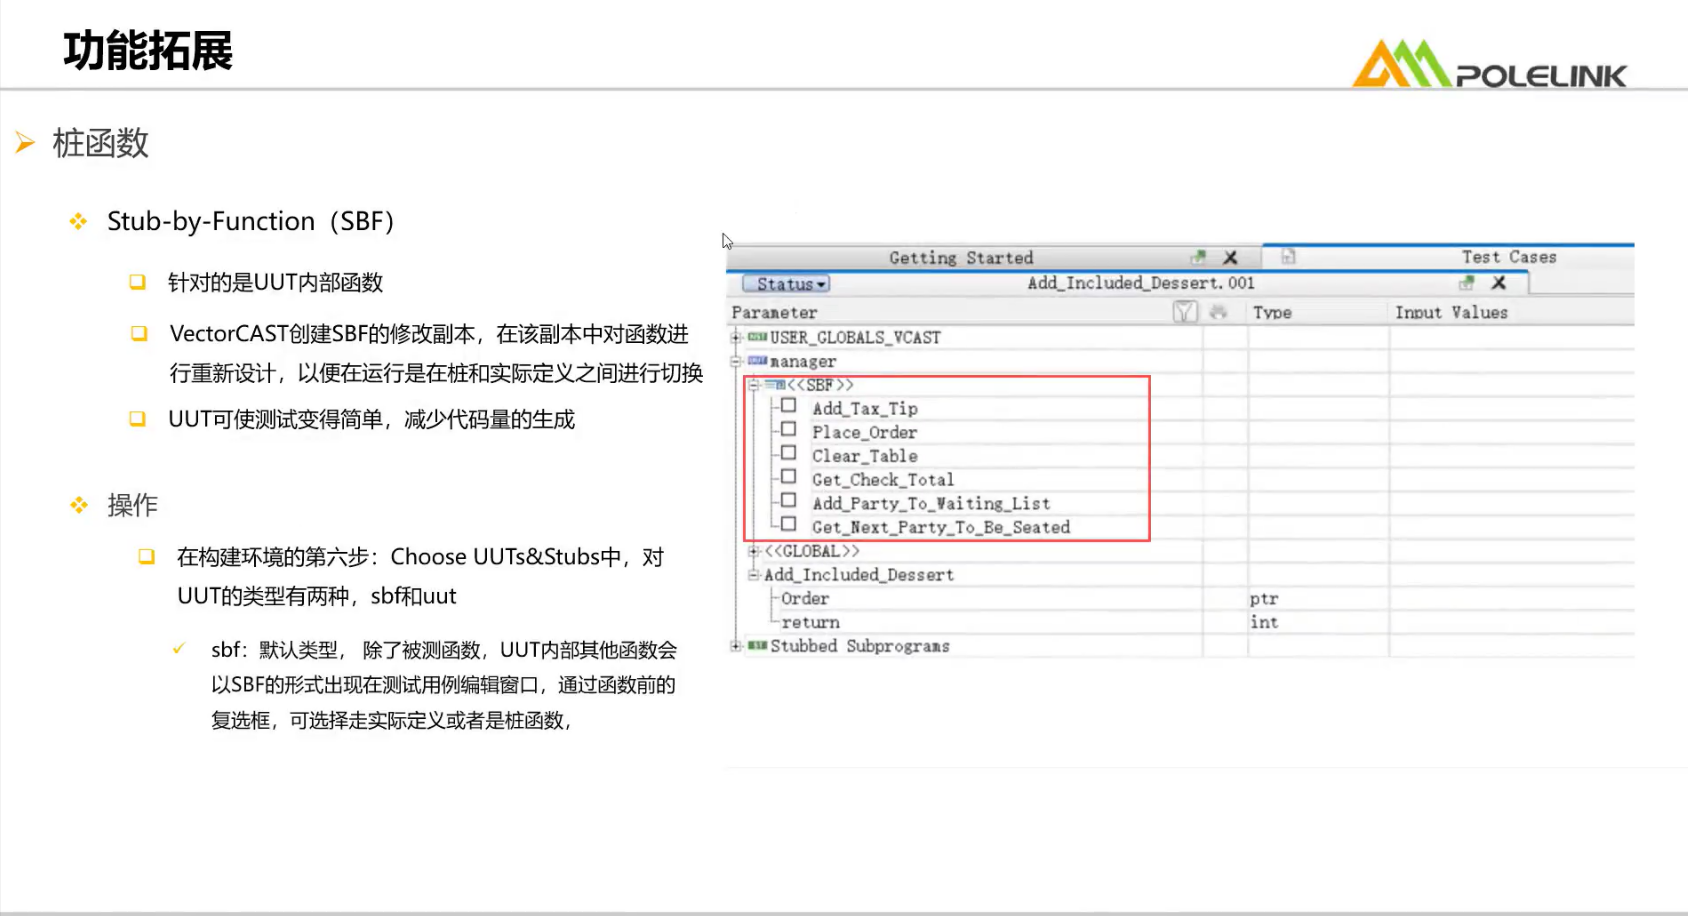 功能拓展
POLELINK
桩函数
Stub-by-Function（SBF）
针对的是UUT内部函数
VectorCAST创建SBF的修改副本，在该副本中对函数进
行重新设计，以便在运行是在桩和实际定义之间进行切换
UUT可使测试变得简单，减少代码量的生成
操作
在构建环境的第六步：Choose UUTs&Stubs中，对
UUT的类型有两种，sbf和uut
sbf：默认类型， 除了被测函数，UUT内部其他函数会
以SBF的形式出现在测试用例编辑窗口，通过函数前的
复选框，可选择走实际定义或者是桩函数,
Getting Started Test Cases
Status Add_Included_Dessert.001
Parameter Type Input Values
USER_GLOBALS_VCAST
manager
<<SBF>>
Add_Tax_Tip
Place_Order
Clear_Table
Get_Check_Total
Add_Party_To_Waiting_List
Get_Next_Party_To_Be_Seated
<<GLOBAL>>
Add_Included_Dessert
Order ptr
return int
Stubbed Subprograms